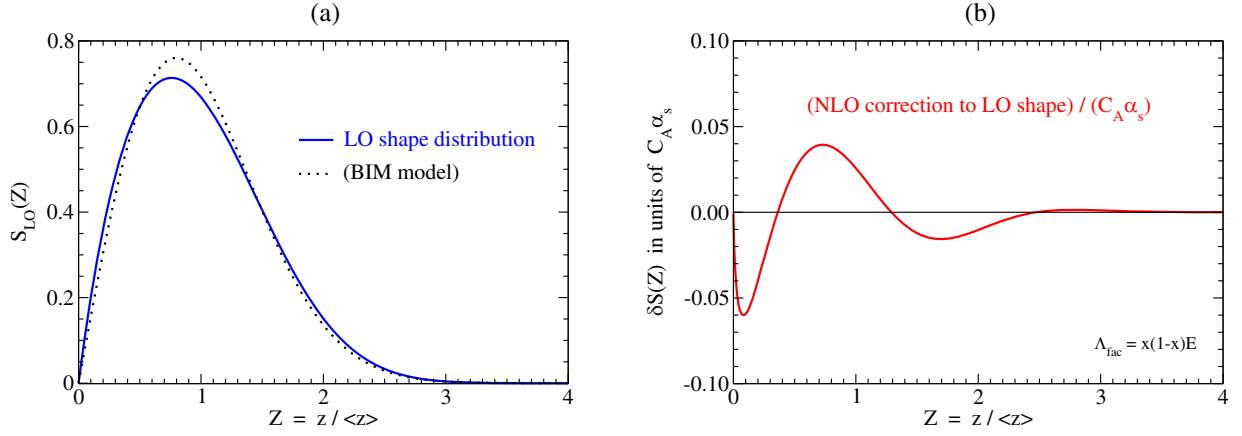 (a)
0.8
0.6
0.4
0.2
0
S_LO(Z)
LO shape distribution
(BIM model)
0 1 2 3 4
Z = z / <z>
(b)
0.10
0.05
0.00
-0.05
-0.10
δS(Z) in units of C_A α_s
(NLO correction to LO shape) / (C_A α_s)
Λ_fac = x(1-x)E
0 1 2 3 4
Z = z / <z>